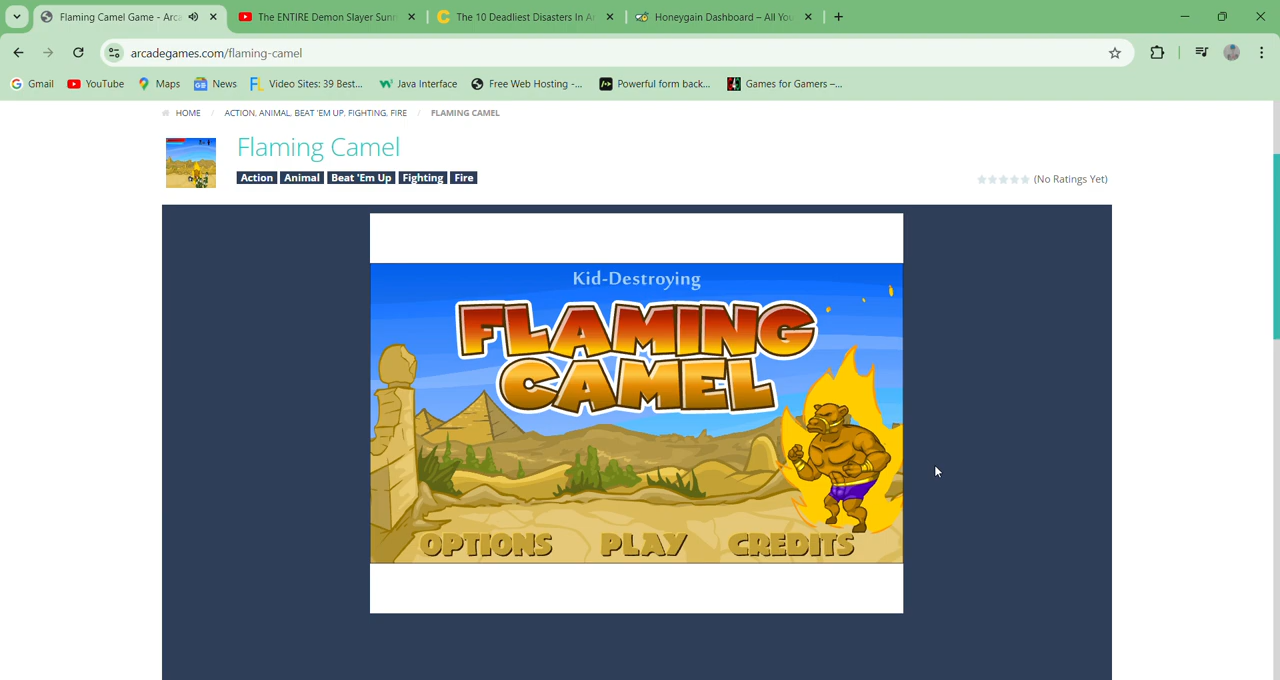 Flaming Camel Game - Arca
The ENTIRE Demon Slayer Sun
The 10 Deadliest Disasters In A
Honeygain Dashboard – All You
arcadegames.com/flaming-camel
Gmail
YouTube
Maps
News
Video Sites: 39 Best...
Java Interface
Free Web Hosting -...
Powerful form back...
Games for Gamers –...
HOME / ACTION, ANIMAL, BEAT 'EM UP, FIGHTING, FIRE / FLAMING CAMEL
Flaming Camel
Action Animal Beat 'Em Up Fighting Fire
(No Ratings Yet)
Kid-Destroying
FLAMING
CAMEL
OPTIONS PLAY CREDITS